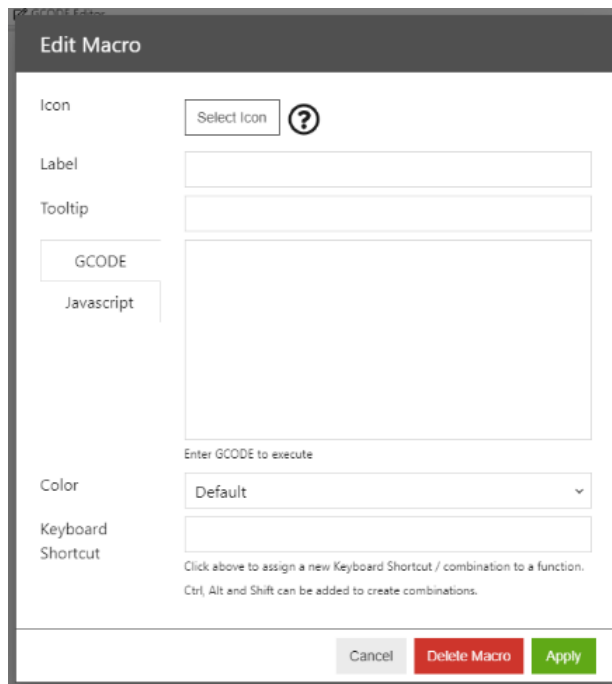 GCODE Editor
Edit Macro
Icon
Select Icon
?
Label
Tooltip
GCODE
Javascript
Enter GCODE to execute
Color
Default
Keyboard
Shortcut
Click above to assign a new Keyboard Shortcut / combination to a function.
Ctrl, Alt and Shift can be added to create combinations.
Cancel
Delete Macro
Apply